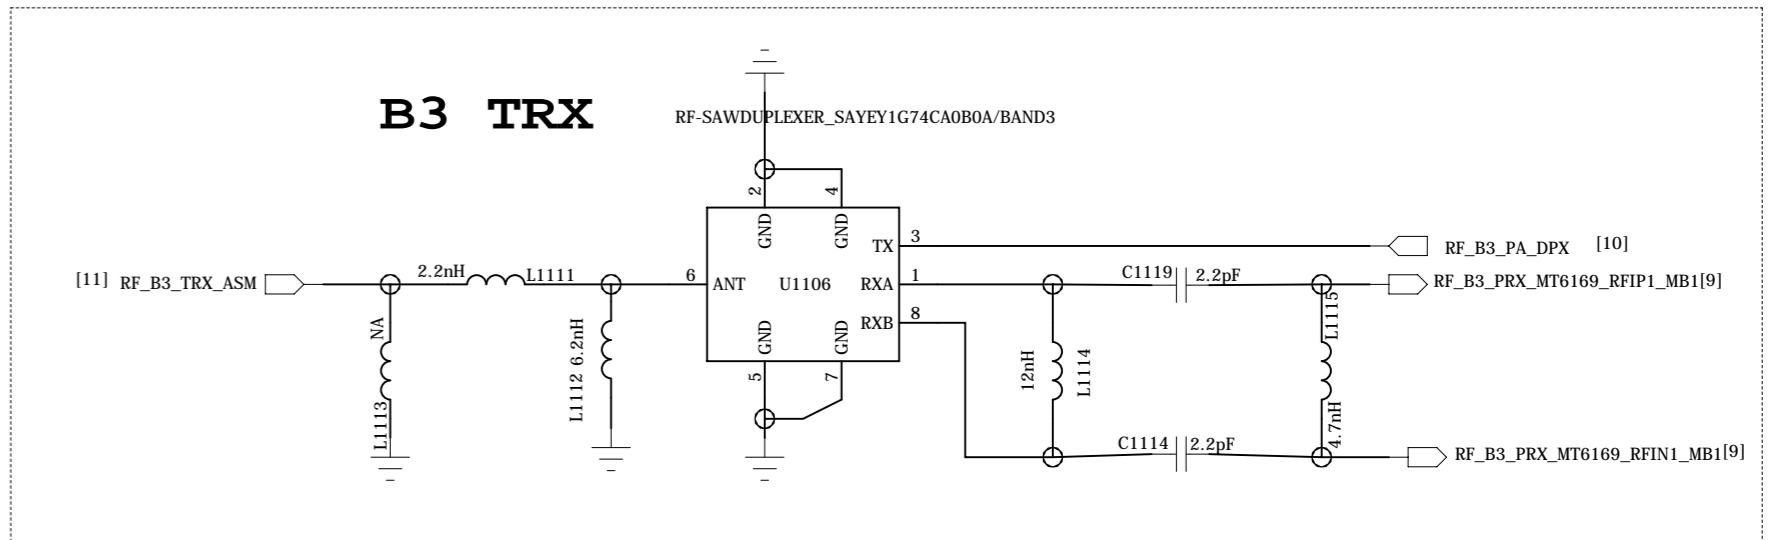 B3 TRX
RF-SAWDUPLEXER_SAYEY1G74CA0B0A/BAND3
2
4
GND
GND
TX
3
RF_B3_PA_DPX
[10]
[11]
RF_B3_TRX_ASM
2.2nH
L1111
6
ANT
U1106
RXA
1
C1119
2.2pF
RF_B3_PRX_MT6169_RFIP1_MB1[9]
RXB
8
NA
L1113
L1112 6.2nH
GND
GND
5
7
12nH
L1114
L1115
4.7nH
C1114
2.2pF
RF_B3_PRX_MT6169_RFIN1_MB1[9]